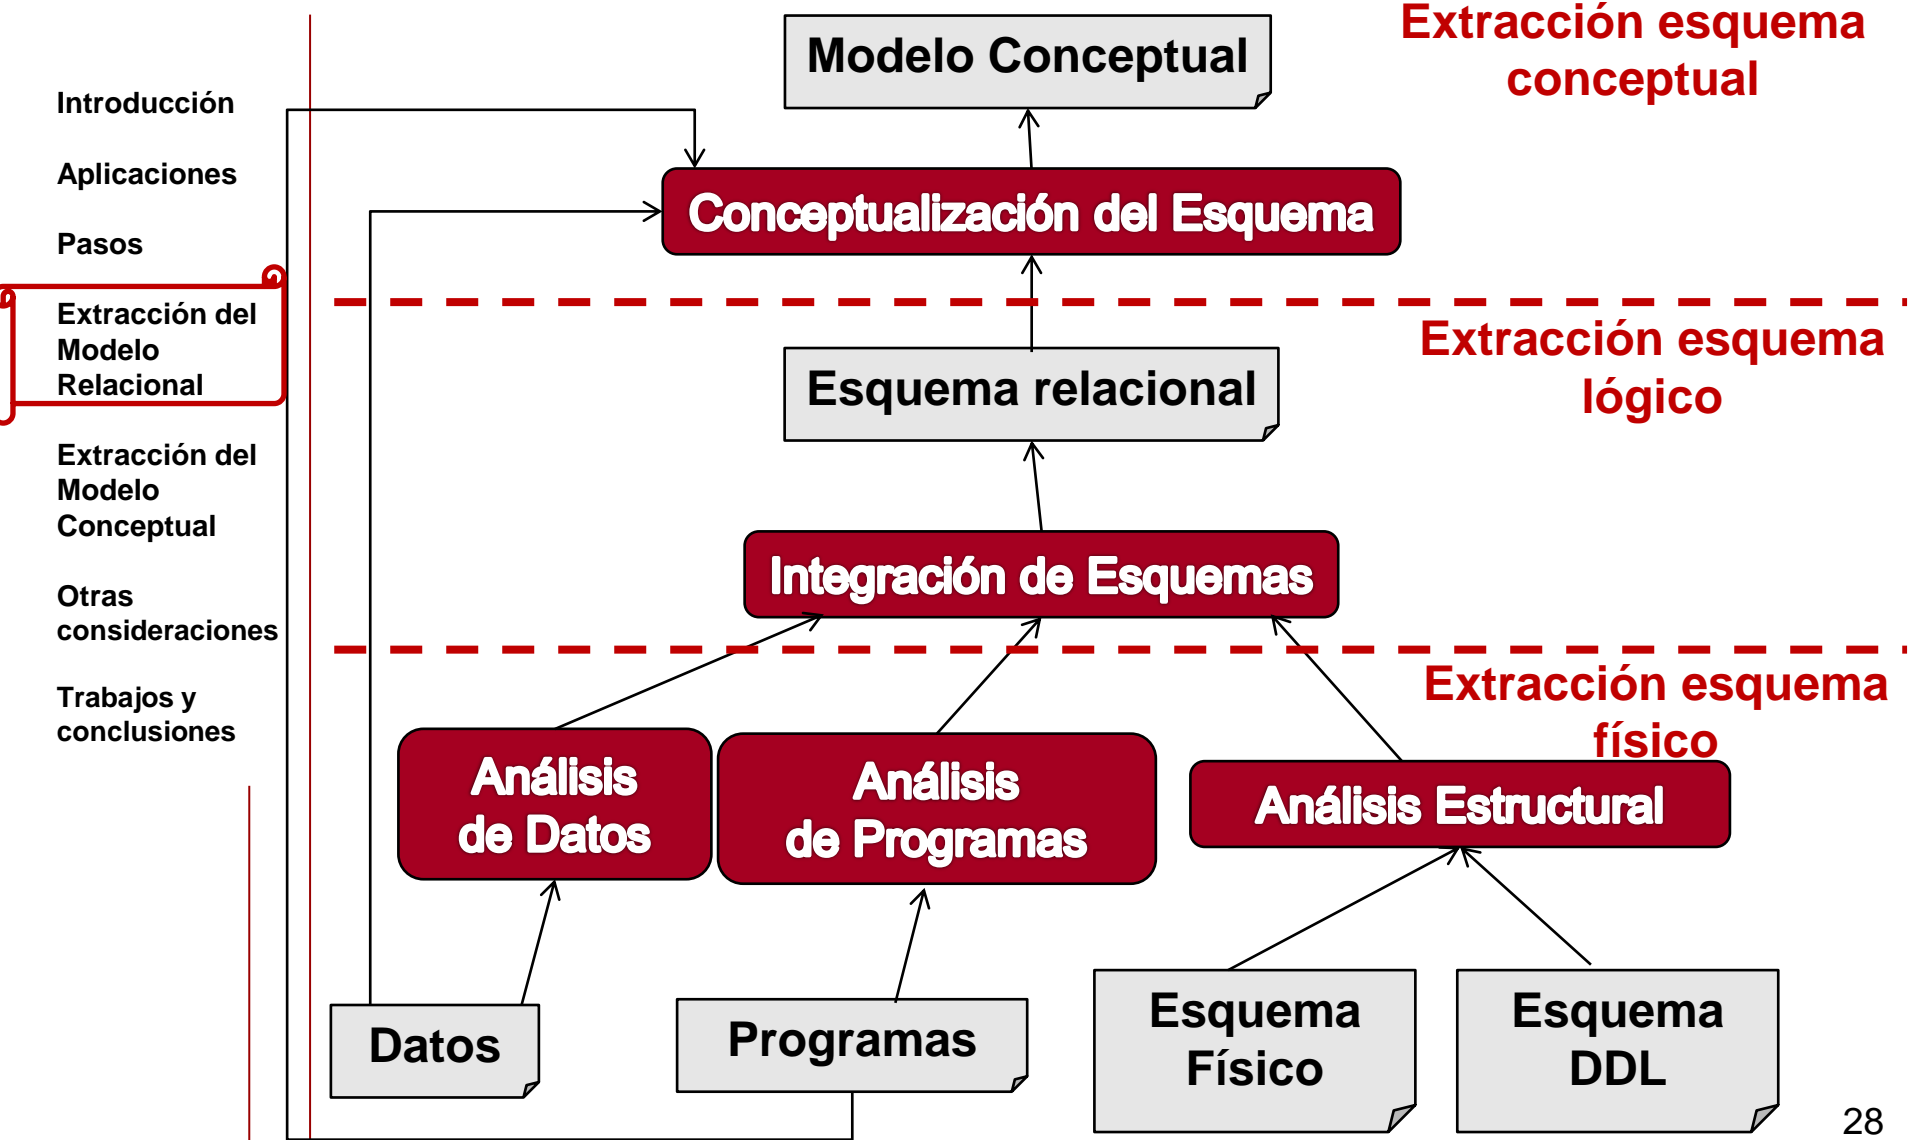 Introducción
Aplicaciones
Pasos
Extracción del
Modelo
Relacional
Extracción del
Modelo
Conceptual
Otras
consideraciones
Trabajos y
conclusiones
Extracción esquema
conceptual
Modelo Conceptual
Conceptualización del Esquema
Extracción esquema
lógico
Esquema relacional
Integración de Esquemas
Extracción esquema
físico
Análisis
de Datos
Análisis
de Programas
Análisis Estructural
Datos
Programas
Esquema
Físico
Esquema
DDL
28